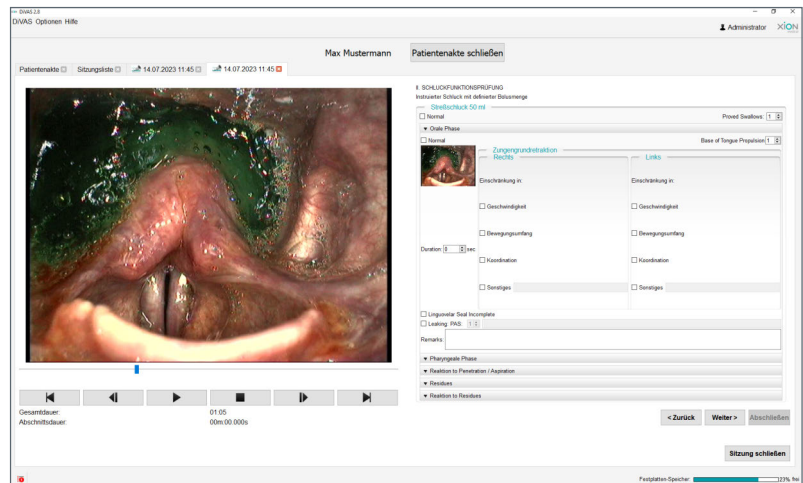 DiVAS 2.8
DiVAS Optionen Hilfe
Administrator XION
Max Mustermann Patientenakte schließen
Patientenakte Sitzungsliste 14.07.2023 11:45 14.07.2023 11:45
II SCHLUCKFUNKTIONSPRÜFUNG
Instruierter Schluck mit definierter Bolusmenge
Streßschluck 50 ml
Normal Proved Swallows: 1
Orale Phase
Normal Base of Tongue Propulsion 1
Zungengrundretraktion
Rechts Links
Einschränkung in: Einschränkung in:
Geschwindigkeit Geschwindigkeit
Bewegungsumfang Bewegungsumfang
Duration sec
Koordination Koordination
Sonstiges Sonstiges
Linguovelar Seal Incomplete
Leaking PAS: 1
Remarks:
Pharyngeale Phase
Reaktion to Penetration / Aspiration
Residues
Reaktion to Residues
Gesamtdauer: 01:05
Abschnittsdauer: 00m:00.000s
< Zurück Weiter > Abschließen
Sitzung schließen
Festplatten-Speicher: 23% frei